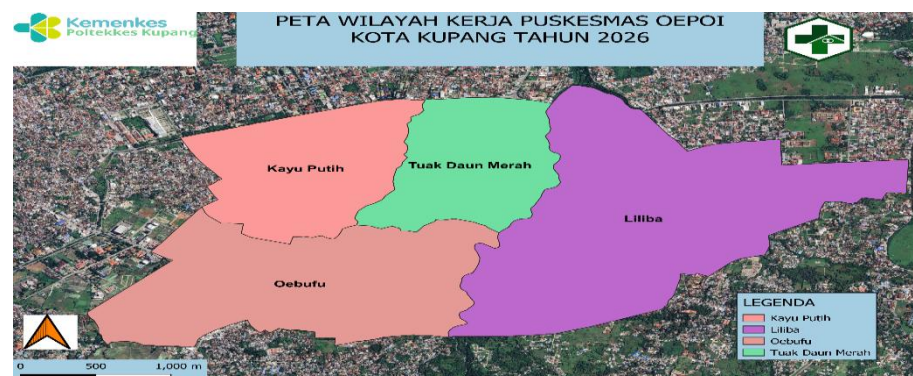 Kemenkes
Poltekkes Kupang
PETA WILAYAH KERJA PUSKESMAS OEPOI
KOTA KUPANG TAHUN 2026
Kayu Putih
Tuak Daun Merah
Liliba
Oebufu
LEGENDA
Kayu Putih
Liliba
Oebufu
Tuak Daun Merah
0 500 1,000 m